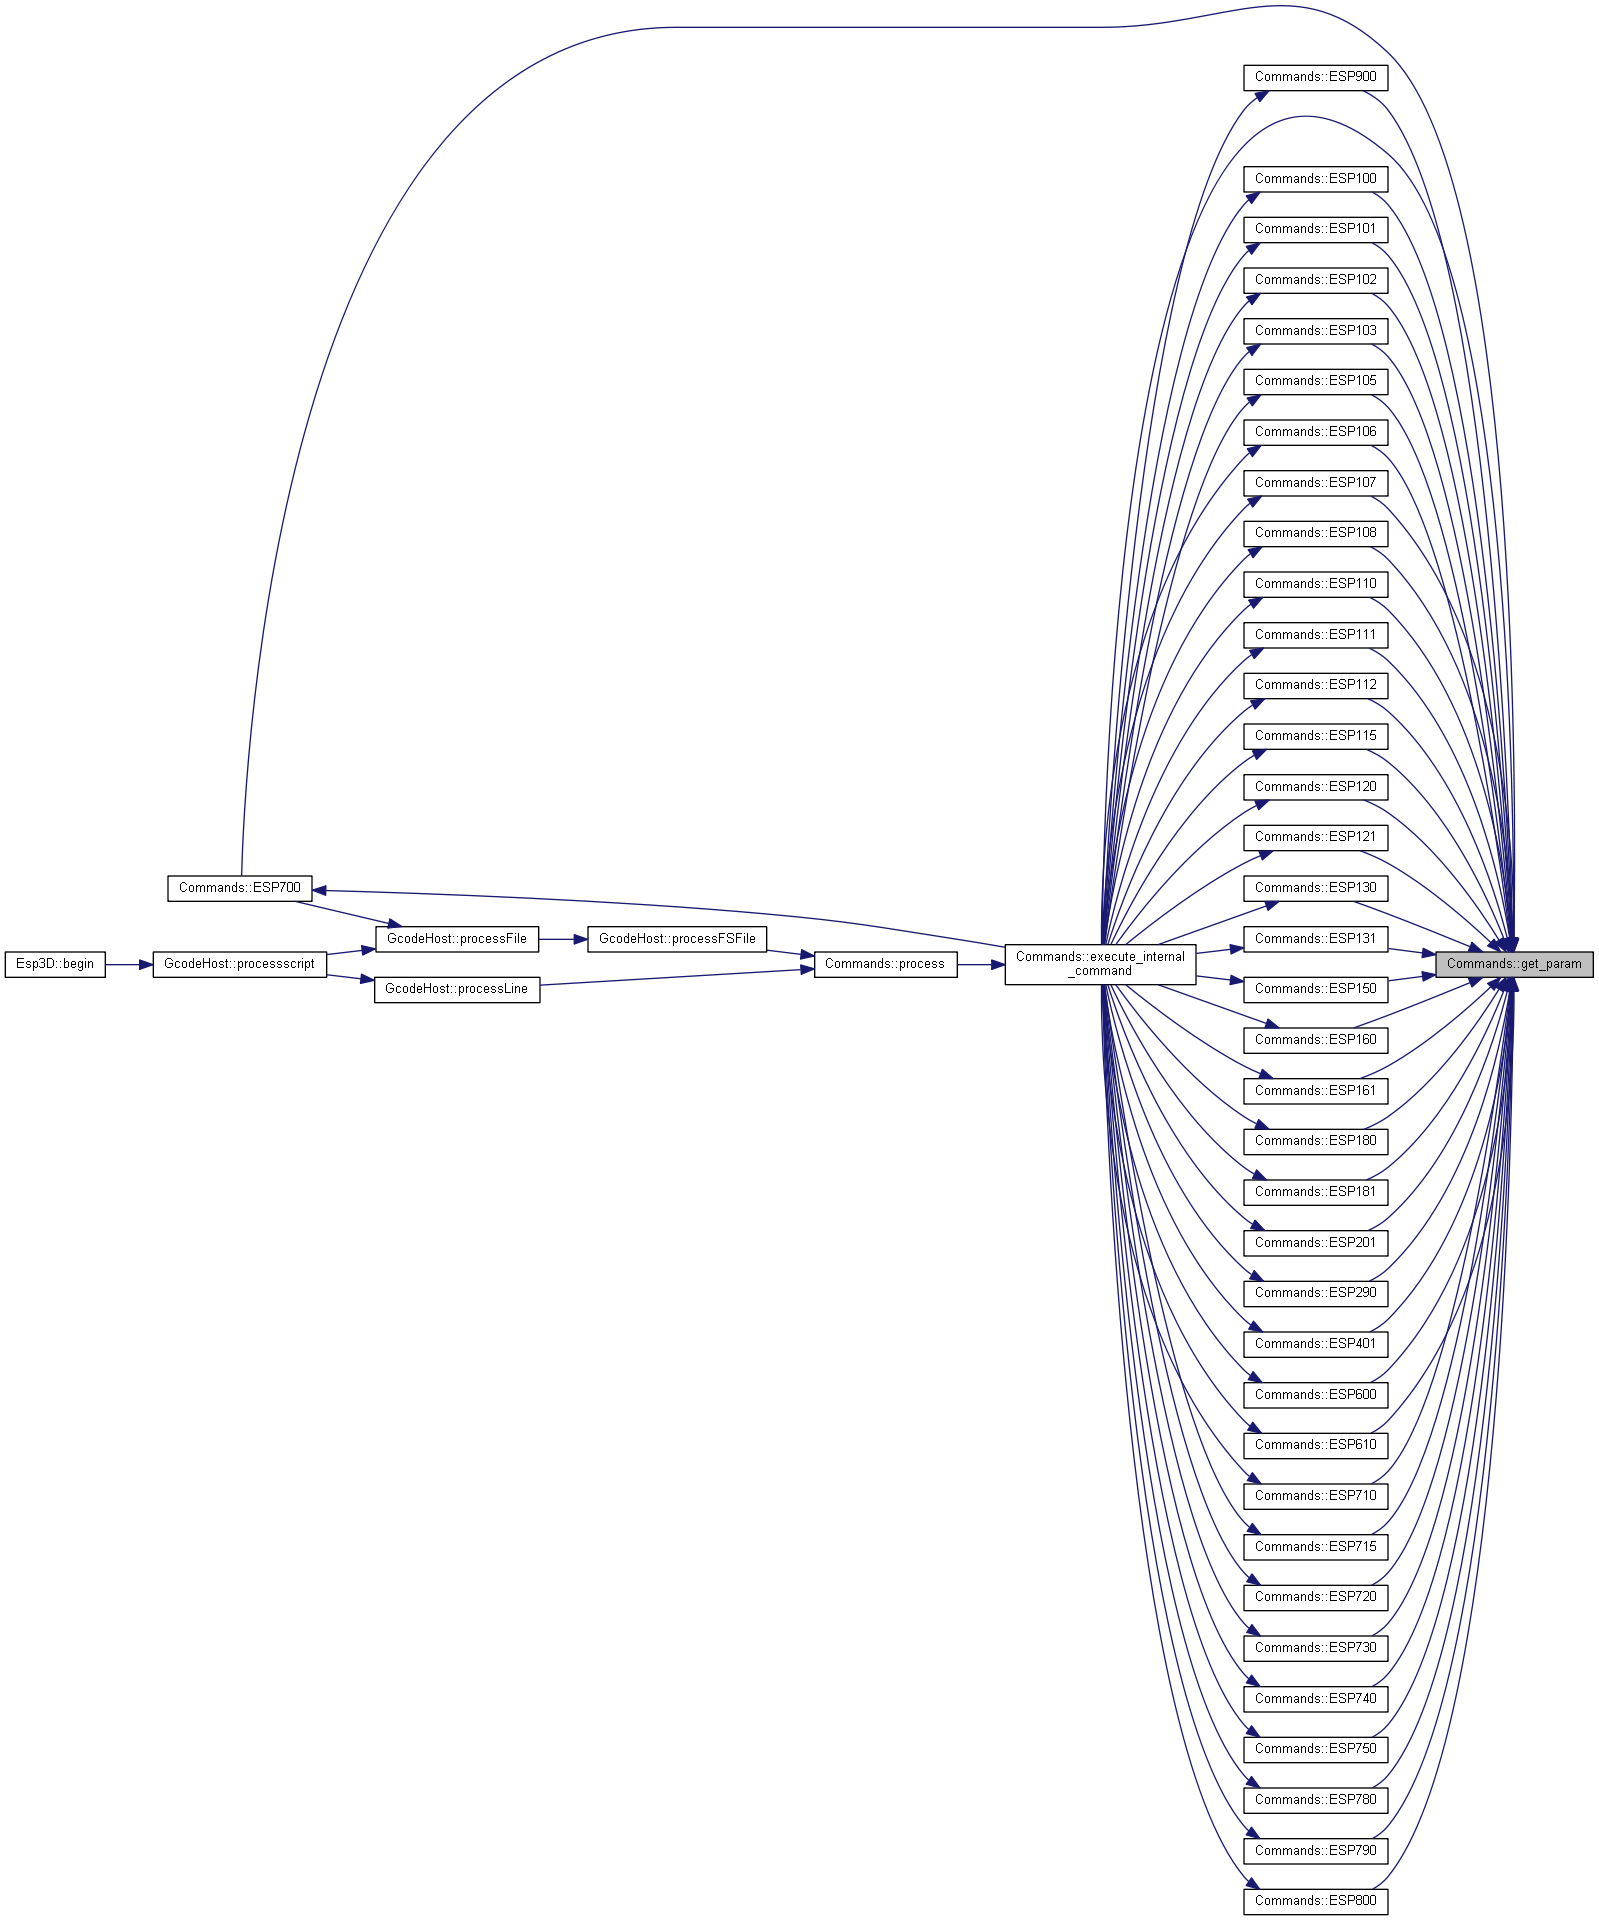 Commands::ESP900
Commands::ESP100
Commands::ESP101
Commands::ESP102
Commands::ESP103
Commands::ESP105
Commands::ESP106
Commands::ESP107
Commands::ESP108
Commands::ESP110
Commands::ESP111
Commands::ESP112
Commands::ESP115
Commands::ESP120
Commands::ESP121
Commands::ESP700
Commands::ESP130
GcodeHost::processFile
GcodeHost::processFSFile
Commands::ESP131
Esp3D::begin
GcodeHost::processscript
Commands::process
Commands::execute_internal
_command
Commands::get_param
GcodeHost::processLine
Commands::ESP150
Commands::ESP160
Commands::ESP161
Commands::ESP180
Commands::ESP181
Commands::ESP201
Commands::ESP290
Commands::ESP401
Commands::ESP600
Commands::ESP610
Commands::ESP710
Commands::ESP715
Commands::ESP720
Commands::ESP730
Commands::ESP740
Commands::ESP750
Commands::ESP780
Commands::ESP790
Commands::ESP800